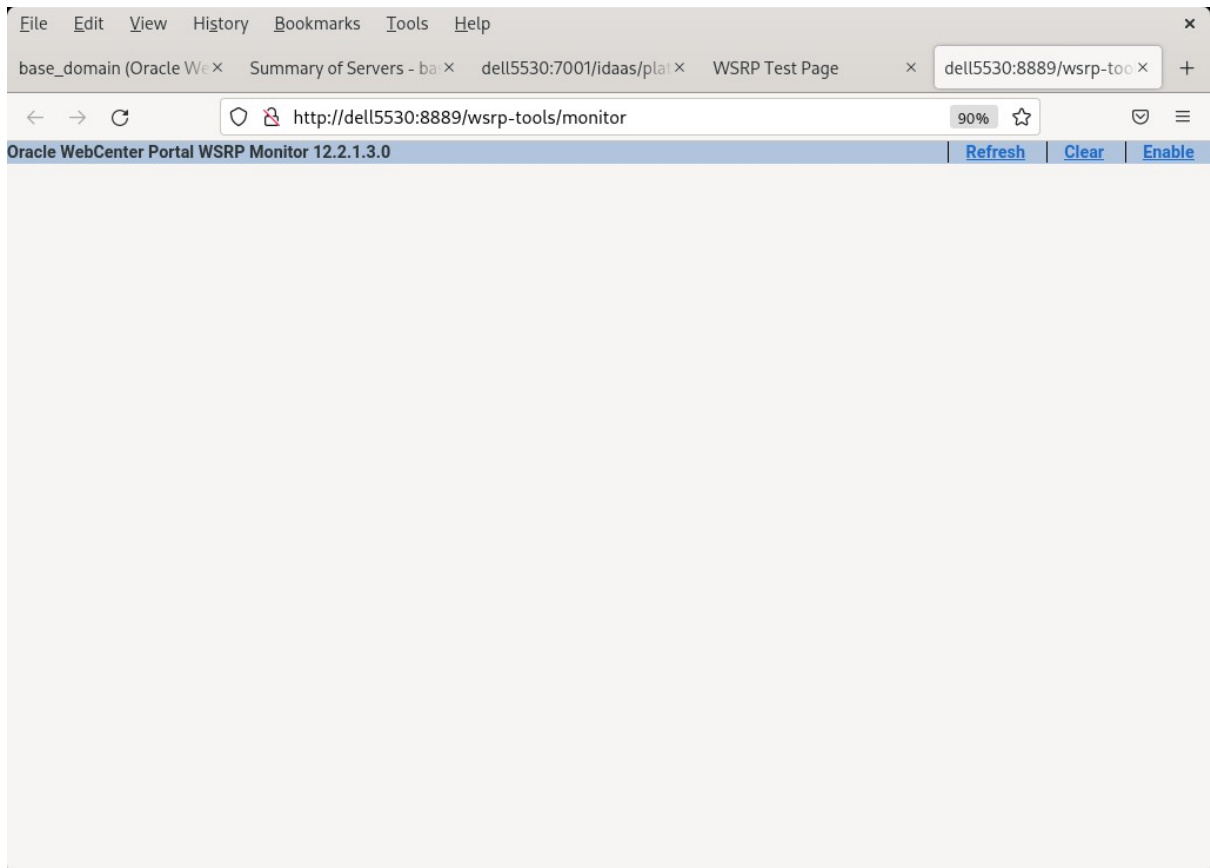 File Edit View History Bookmarks Tools Help
base_domain (Oracle We Summary of Servers - ba dell5530:7001/idaas/plat WSRP Test Page dell5530:8889/wsrp-too
http://dell5530:8889/wsrp-tools/monitor 90%
Oracle WebCenter Portal WSRP Monitor 12.2.1.3.0 Refresh Clear Enable